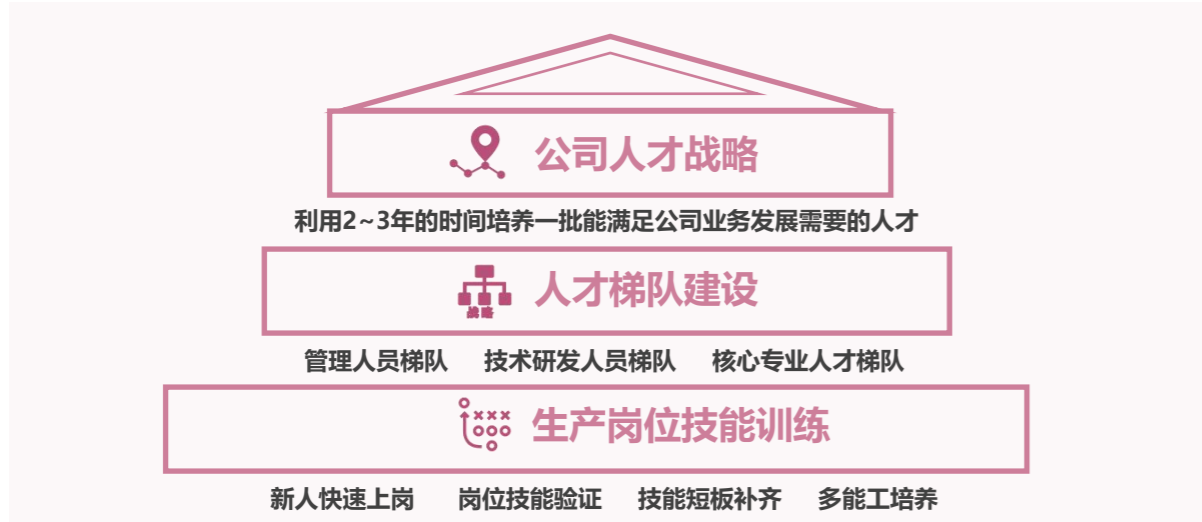 公司人才战略
利用2~3年的时间培养一批能满足公司业务发展需要的人才
人才梯队建设
战略
管理人员梯队 技术研发人员梯队 核心专业人才梯队
生产岗位技能训练
新人快速上岗 岗位技能验证 技能短板补齐 多能工培养